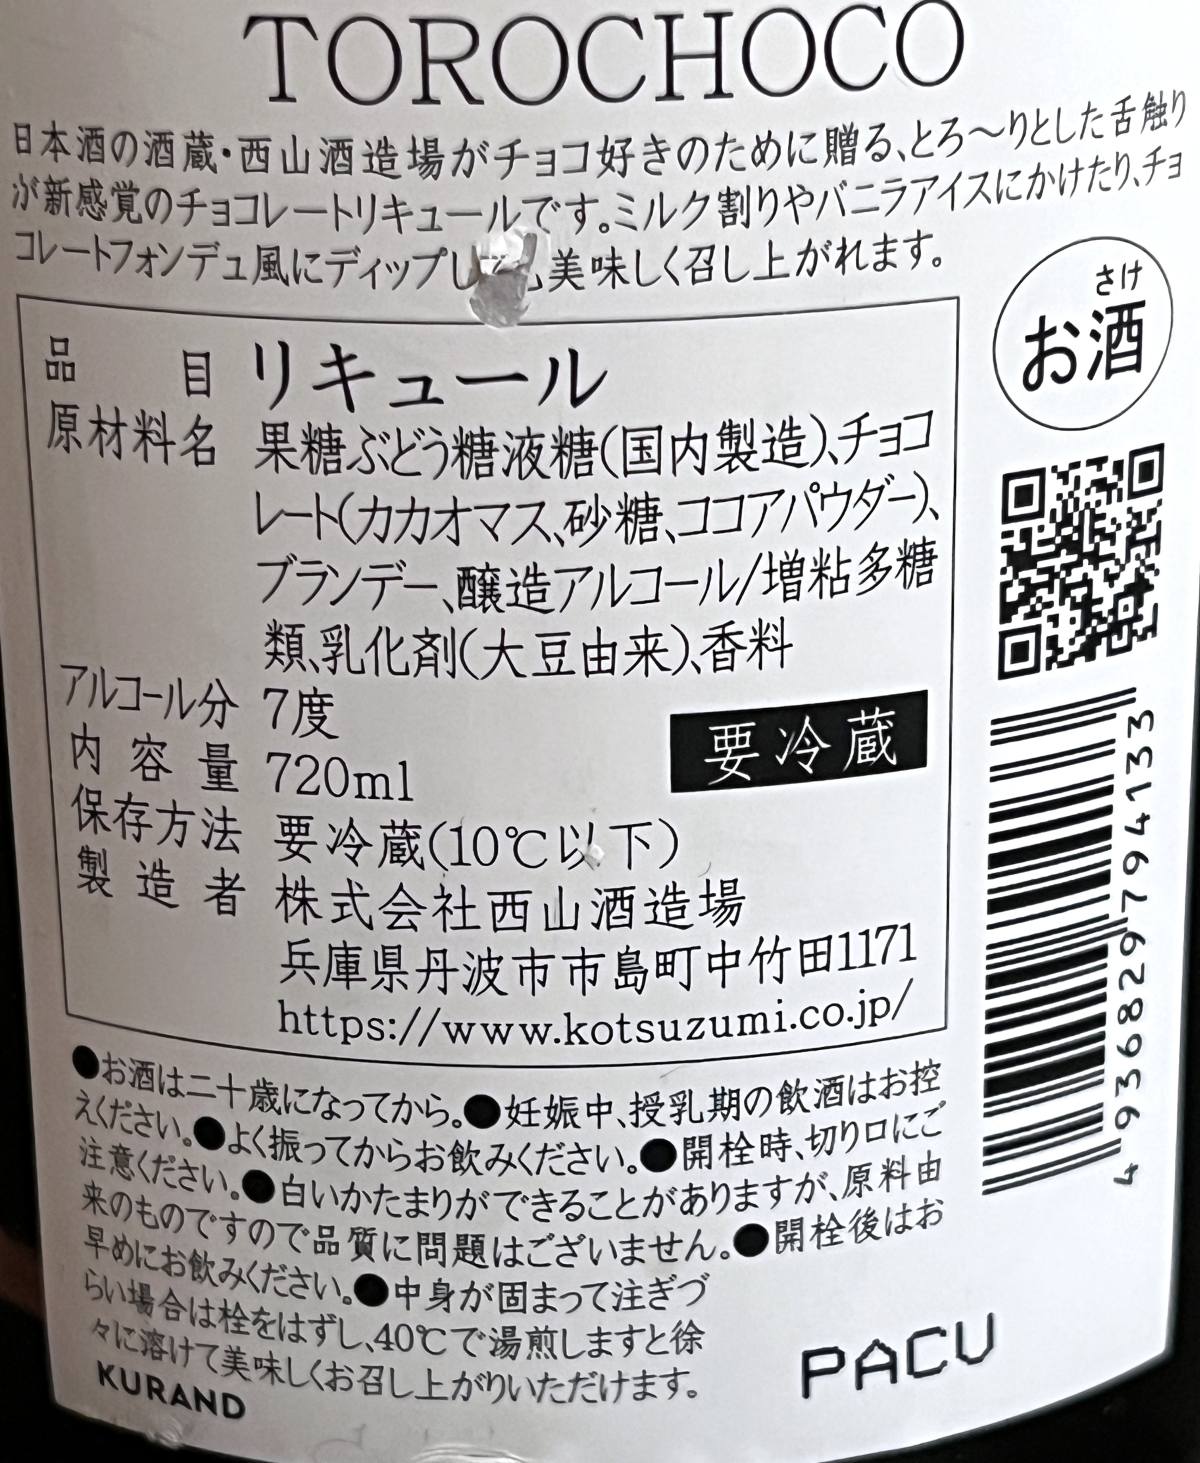 TOROCHOCO
日本酒の酒蔵・西山酒造場がチョコ好きのために贈る、とろ〜りとした舌触り
が新感覚のチョコレートリキュールです。ミルク割りやバニラアイスにかけたり、チョ
コレートフォンデュ風にディップし 美味しく召し上がれます。
さけ
お酒
品目 リキュール
原材料名 果糖ぶどう糖液糖(国内製造)、チョコ
レート(カカオマス、砂糖、ココアパウダー)、
ブランデー、醸造アルコール/増粘多糖
類、乳化剤(大豆由来)、香料
アルコール分 7度
要冷蔵
内容量 720ml
保存方法 要冷蔵(10℃以下)
製造者 株式会社西山酒造場
兵庫県丹波市市島町中竹田1171
https://www.kotsuzumi.co.jp/
4936829794133
●お酒は二十歳になってから。●妊娠中、授乳期の飲酒はお控
えください。●よく振ってからお飲みください。●開栓時、切り口にご
注意ください。●白いかたまりができることがありますが、原料由
来のものですので品質に問題はございません。●開栓後はお
早めにお飲みください。●中身が固まって注ぎづ
らい場合は栓をはずし、40℃で湯煎しますと徐
々に溶けて美味しくお召し上がりいただけます。
KURAND
PACU